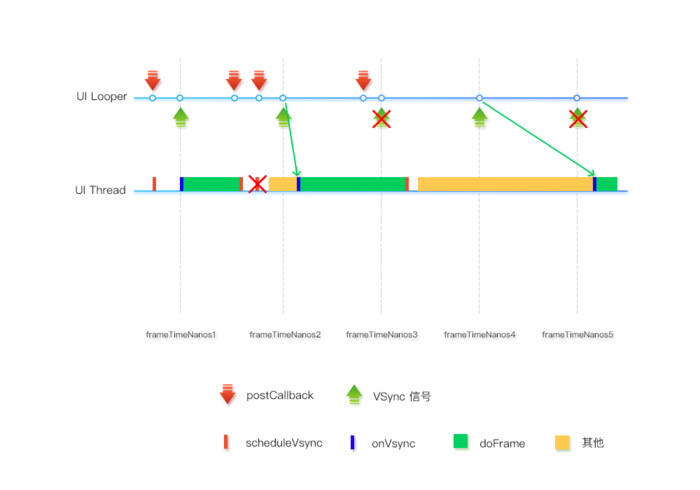 UI Looper
UI Thread
frameTimeNanos1 frameTimeNanos2 frameTimeNanos3 frameTimeNanos4 frameTimeNanos5
postCallback VSync 信号
scheduleVsync onVsync doFrame 其他